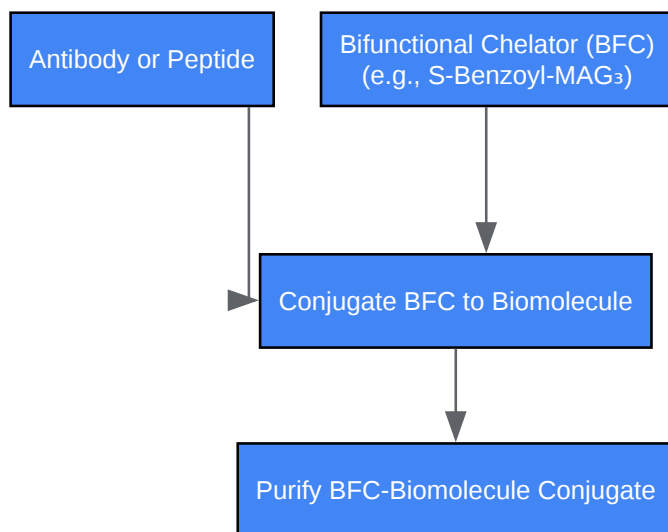 Antibody or Peptide
Bifunctional Chelator (BFC)
(e.g., S-Benzoyl-MAG₃)
Conjugate BFC to Biomolecule
Purify BFC-Biomolecule Conjugate